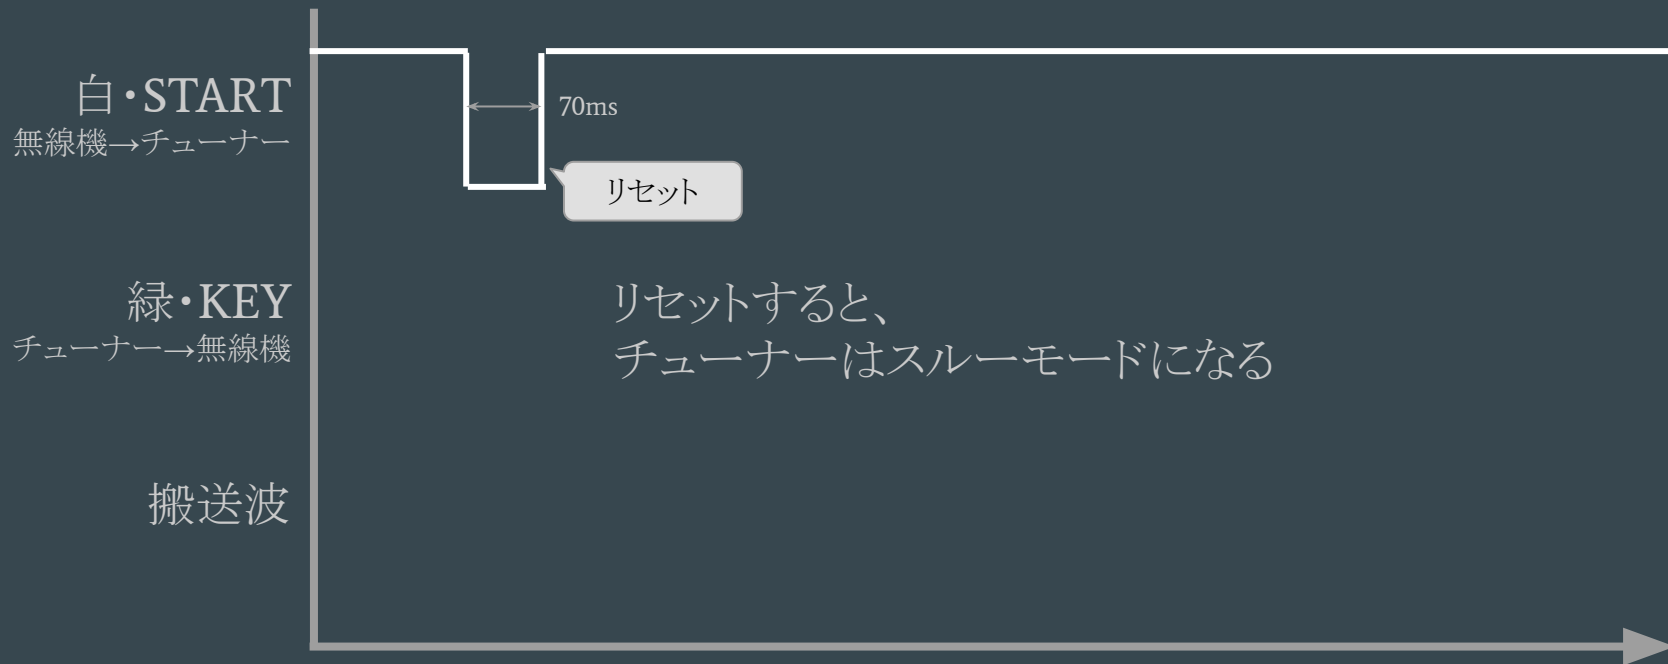 白・START
無線機→チューナー
70ms
リセット
緑・KEY
チューナー→無線機
リセットすると、
チューナーはスルーモードになる
搬送波